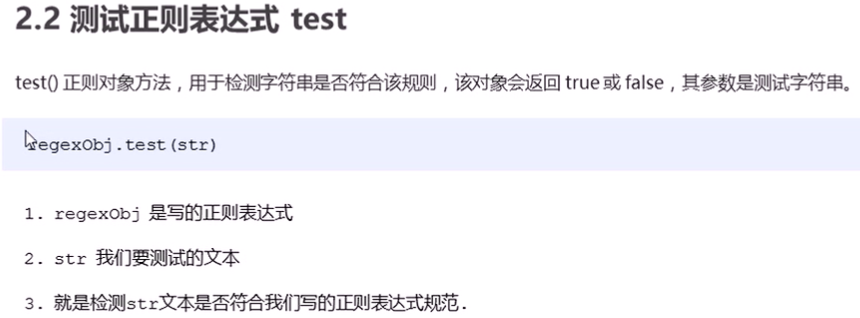 2.2 测试正则表达式 test
test() 正则对象方法，用于检测字符串是否符合该规则，该对象会返回 true 或 false，其参数是测试字符串。
regexObj.test(str)
1. regexObj 是写的正则表达式
2. str 我们要测试的文本
3. 就是检测str文本是否符合我们写的正则表达式规范.